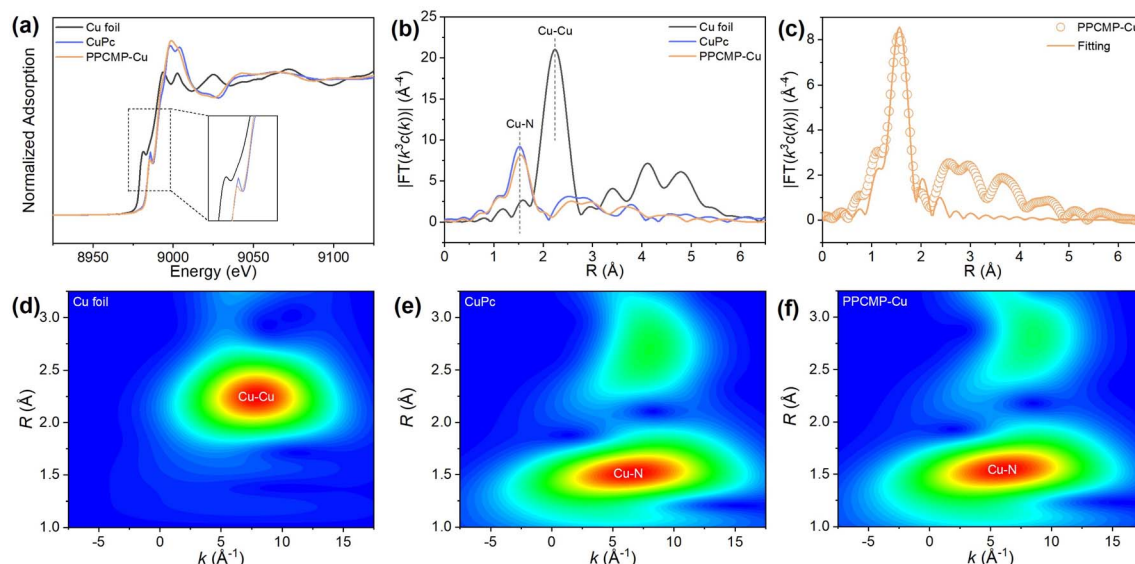 (a)
Cu foil
CuPc
PPCMP-Cu
Normalized Adsorption
8950 9000 9050 9100
Energy (eV)
(b)
Cu foil
CuPc
PPCMP-Cu
Cu-Cu
Cu-N
|FT(k³c(k))| (Å⁻⁴)
25
20
15
10
5
0
0 1 2 3 4 5 6
R (Å)
(c)
PPCMP-Cu
Fitting
|FT(k³c(k))| (Å⁻⁴)
8
6
4
2
0
0 1 2 3 4 5 6
R (Å)
(d)
Cu foil
Cu-Cu
R (Å)
3.0
2.5
2.0
1.5
1.0
-5 0 5 10 15
k (Å⁻¹)
(e)
CuPc
Cu-N
R (Å)
3.0
2.5
2.0
1.5
1.0
-5 0 5 10 15
k (Å⁻¹)
(f)
PPCMP-Cu
Cu-N
R (Å)
3.0
2.5
2.0
1.5
1.0
-5 0 5 10 15
k (Å⁻¹)